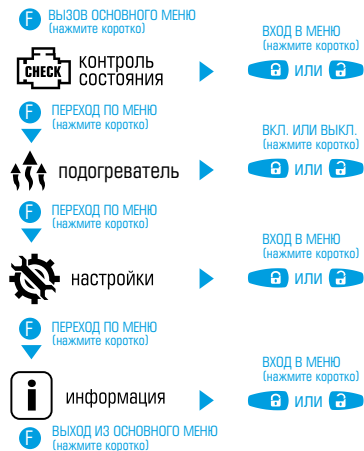 F ВЫЗОВ ОСНОВНОГО МЕНЮ
(нажмите коротко)
ВХОД В МЕНЮ
(нажмите коротко)
CHECK контроль
состояния
или
F ПЕРЕХОД ПО МЕНЮ
(нажмите коротко)
ВКЛ. ИЛИ ВЫКЛ.
(нажмите коротко)
подогреватель
или
F ПЕРЕХОД ПО МЕНЮ
(нажмите коротко)
ВХОД В МЕНЮ
(нажмите коротко)
настройки
или
F ПЕРЕХОД ПО МЕНЮ
(нажмите коротко)
ВХОД В МЕНЮ
(нажмите коротко)
i информация
или
F ВЫХОД ИЗ ОСНОВНОГО МЕНЮ
(нажмите коротко)